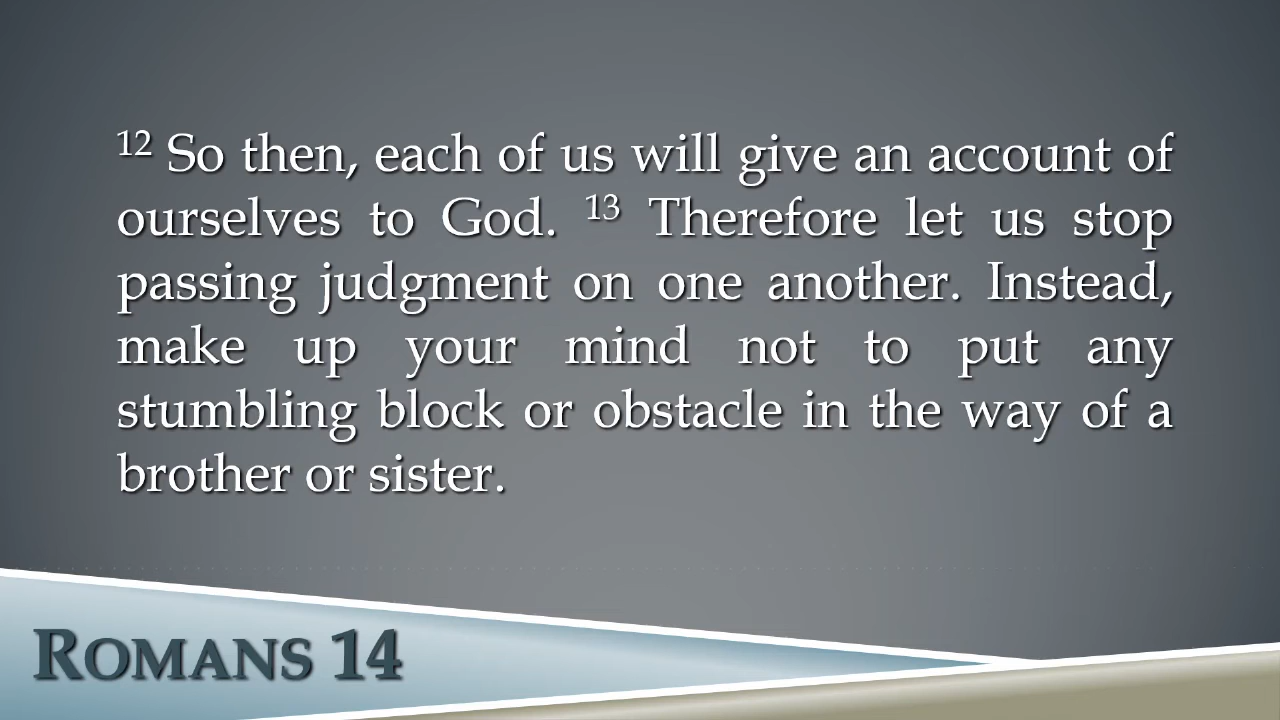 12 So then, each of us will give an account of
ourselves to God. 13 Therefore let us stop
passing judgment on one another. Instead,
make up your mind not to put any
stumbling block or obstacle in the way of a
brother or sister.
ROMANS 14